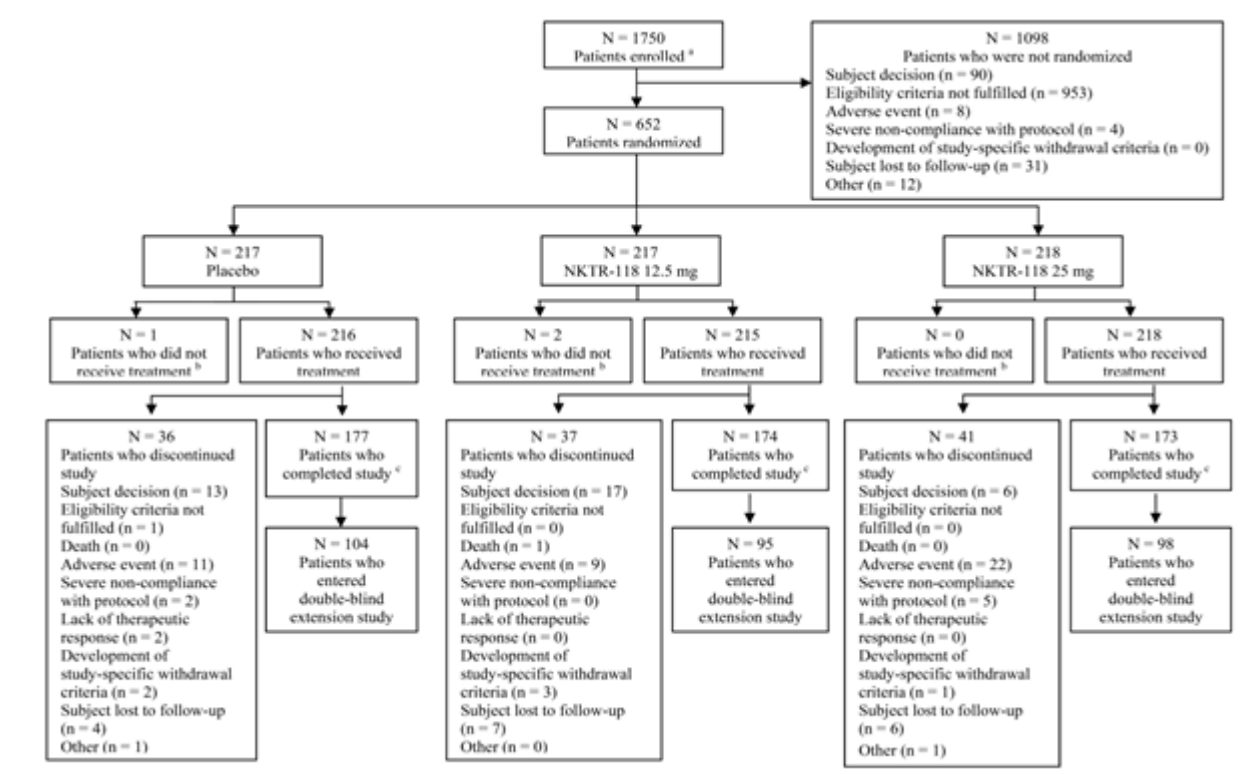 N = 1750
Patients enrolled a
N = 1098
Patients who were not randomized
Subject decision (n = 90)
Eligibility criteria not fulfilled (n = 953)
Adverse event (n = 8)
Severe non-compliance with protocol (n = 4)
Development of study-specific withdrawal criteria (n = 0)
Subject lost to follow-up (n = 31)
Other (n = 12)
N = 652
Patients randomized
N = 217
Placebo
N = 217
NKTR-118 12.5 mg
N = 218
NKTR-118 25 mg
N = 1
Patients who did not
receive treatment b
N = 216
Patients who received
treatment
N = 2
Patients who did not
receive treatment b
N = 215
Patients who received
treatment
N = 0
Patients who did not
receive treatment b
N = 218
Patients who received
treatment
N = 36
Patients who discontinued
study
Subject decision (n = 13)
Eligibility criteria not
fulfilled (n = 1)
Death (n = 0)
Adverse event (n = 11)
Severe non-compliance
with protocol (n = 2)
Lack of therapeutic
response (n = 2)
Development of
study-specific withdrawal
criteria (n = 2)
Subject lost to follow-up
(n = 4)
Other (n = 1)
N = 177
Patients who
completed study c
N = 104
Patients who
entered
double-blind
extension study
N = 37
Patients who discontinued
study
Subject decision (n = 17)
Eligibility criteria not
fulfilled (n = 0)
Death (n = 1)
Adverse event (n = 9)
Severe non-compliance
with protocol (n = 0)
Lack of therapeutic
response (n = 0)
Development of
study-specific withdrawal
criteria (n = 3)
Subject lost to follow-up
(n = 7)
Other (n = 0)
N = 174
Patients who
completed study c
N = 95
Patients who
entered
double-blind
extension study
N = 41
Patients who discontinued
study
Subject decision (n = 6)
Eligibility criteria not
fulfilled (n = 0)
Death (n = 0)
Adverse event (n = 22)
Severe non-compliance
with protocol (n = 5)
Lack of therapeutic
response (n = 0)
Development of
study-specific withdrawal
criteria (n = 1)
Subject lost to follow-up
(n = 6)
Other (n = 1)
N = 173
Patients who
completed study c
N = 98
Patients who
entered
double-blind
extension study